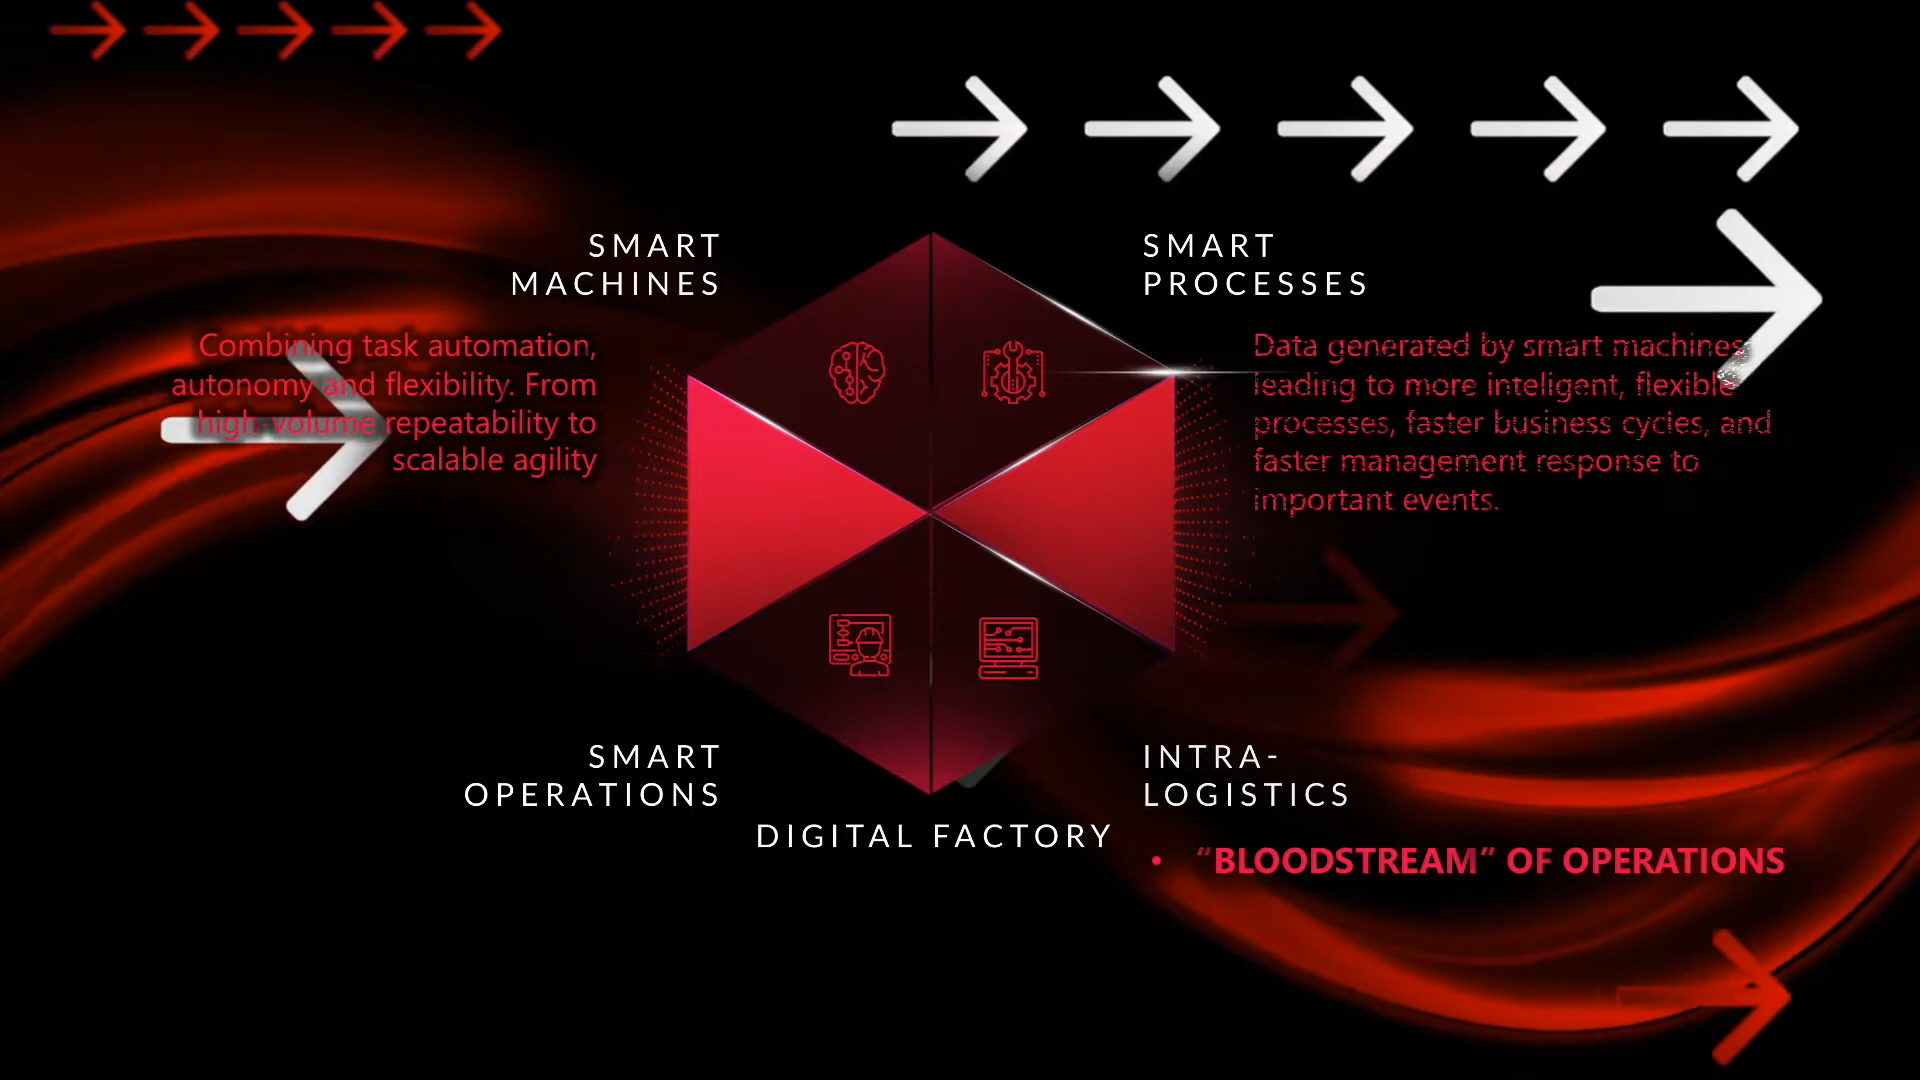 SMART
MACHINES
Combining task automation,
autonomy and flexibility. From
high-volume repeatability to
scalable agility
SMART
PROCESSES
Data generated by smart machines
leading to more inteligent, flexible
processes, faster business cycles, and
faster management response to
important events.
SMART
OPERATIONS
DIGITAL FACTORY
INTRA-
LOGISTICS
• “BLOODSTREAM” OF OPERATIONS